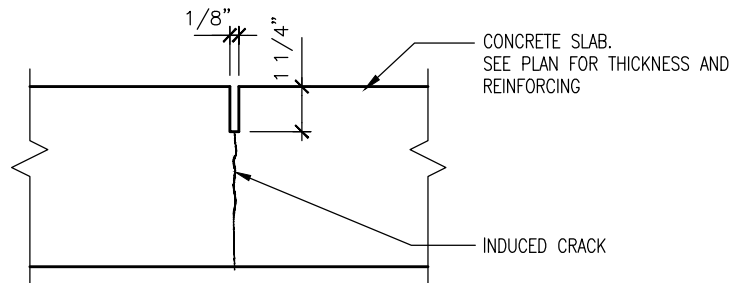 1/8"
1 1/4"
CONCRETE SLAB.
SEE PLAN FOR THICKNESS AND
REINFORCING
INDUCED CRACK